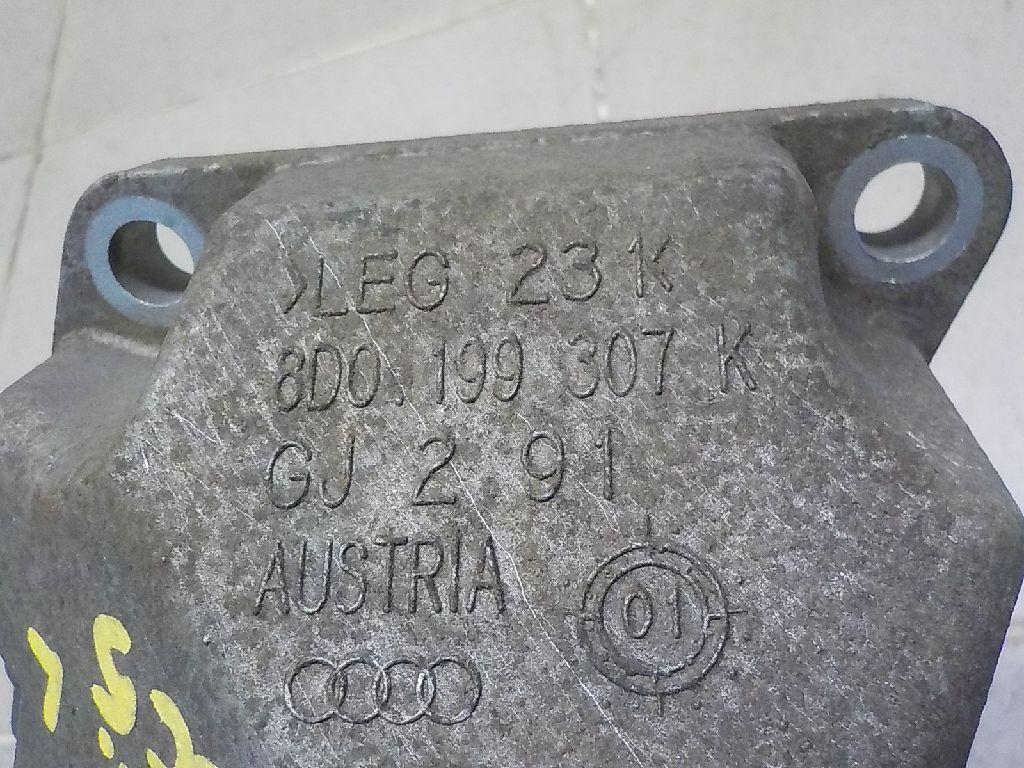 >LEG 23 K
8D0.199 307 K
GJ 2 91
AUSTRIA
01